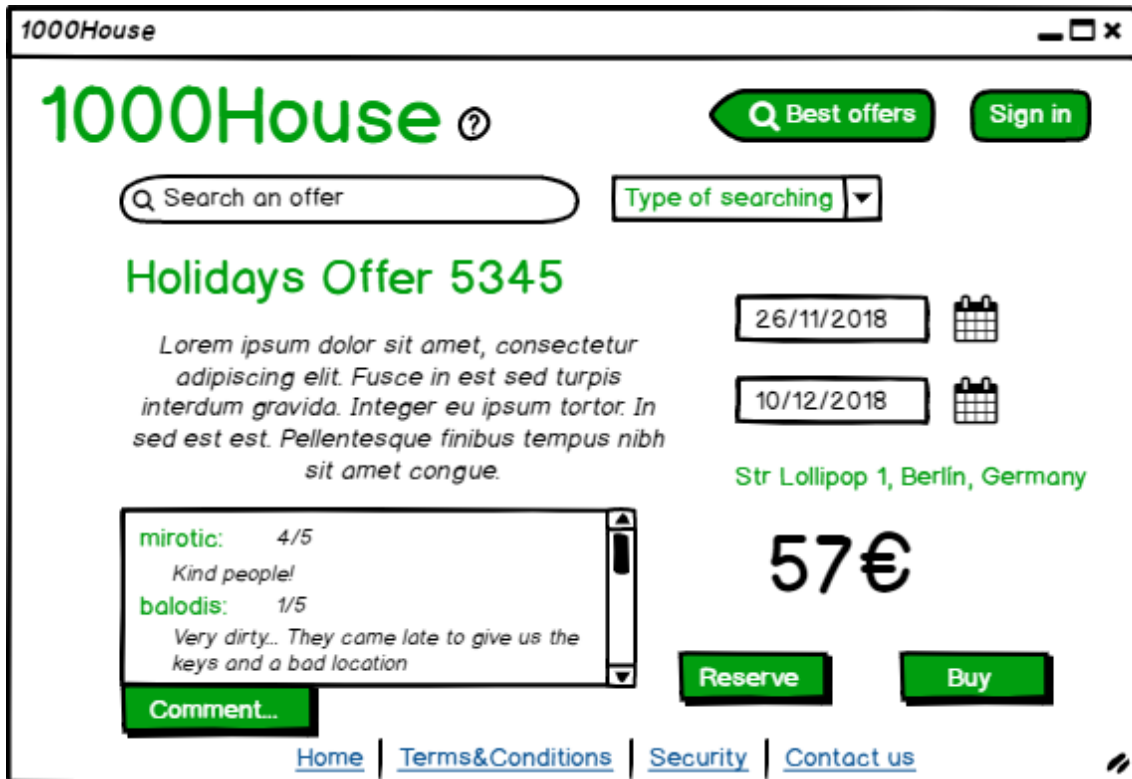 1000House
1000House ?
Best offers
Sign in
Search an offer
Type of searching
Holidays Offer 5345
Lorem ipsum dolor sit amet, consectetur
adipiscing elit. Fusce in est sed turpis
interdum gravida. Integer eu ipsum tortor. In
sed est est. Pellentesque finibus tempus nibh
sit amet congue.
26/11/2018
10/12/2018
Str Lollipop 1, Berlín, Germany
57€
mirotic: 4/5
Kind people!
balodis: 1/5
Very dirty... They came late to give us the
keys and a bad location
Comment...
Reserve
Buy
Home | Terms&Conditions | Security | Contact us